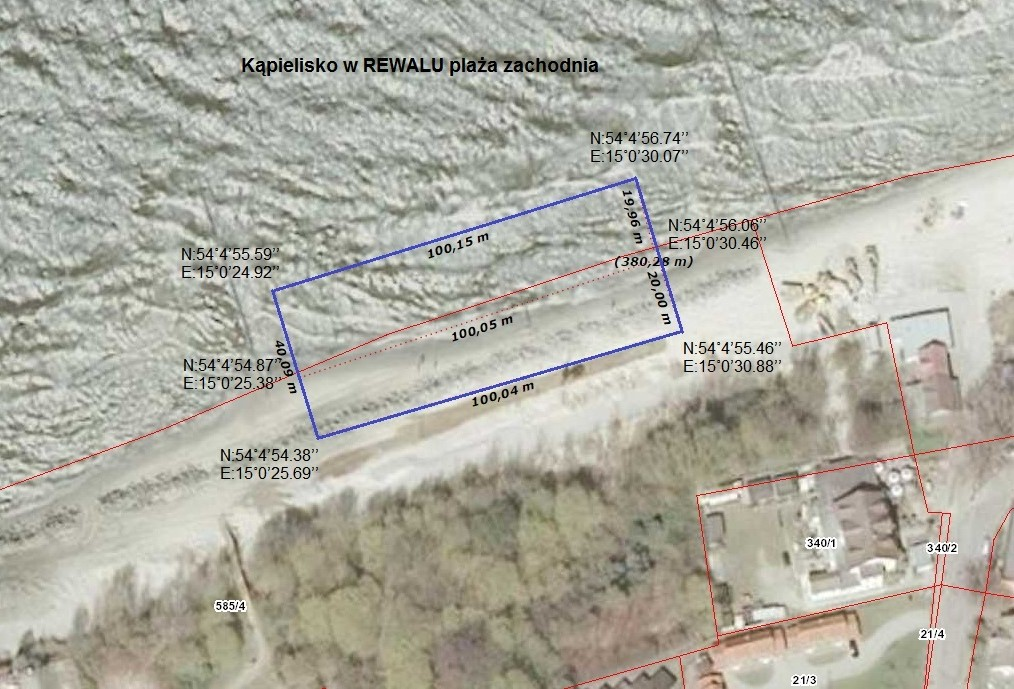 Kąpielisko w REWALU plaża zachodnia
N:54°4’56.74’’
E:15°0’30.07’’
19,96 m
N:54°4’56.06’’
E:15°0’30.46’’
100,15 m
N:54°4’55.59’’
E:15°0’24.92’’
(380,28 m)
20,00 m
100,05 m
N:54°4’55.46’’
E:15°0’30.88’’
N:54°4’54.87’’
E:15°0’25.38’’
40,09 m
100,04 m
N:54°4’54.38’’
E:15°0’25.69’’
340/1
340/2
585/4
21/4
21/3